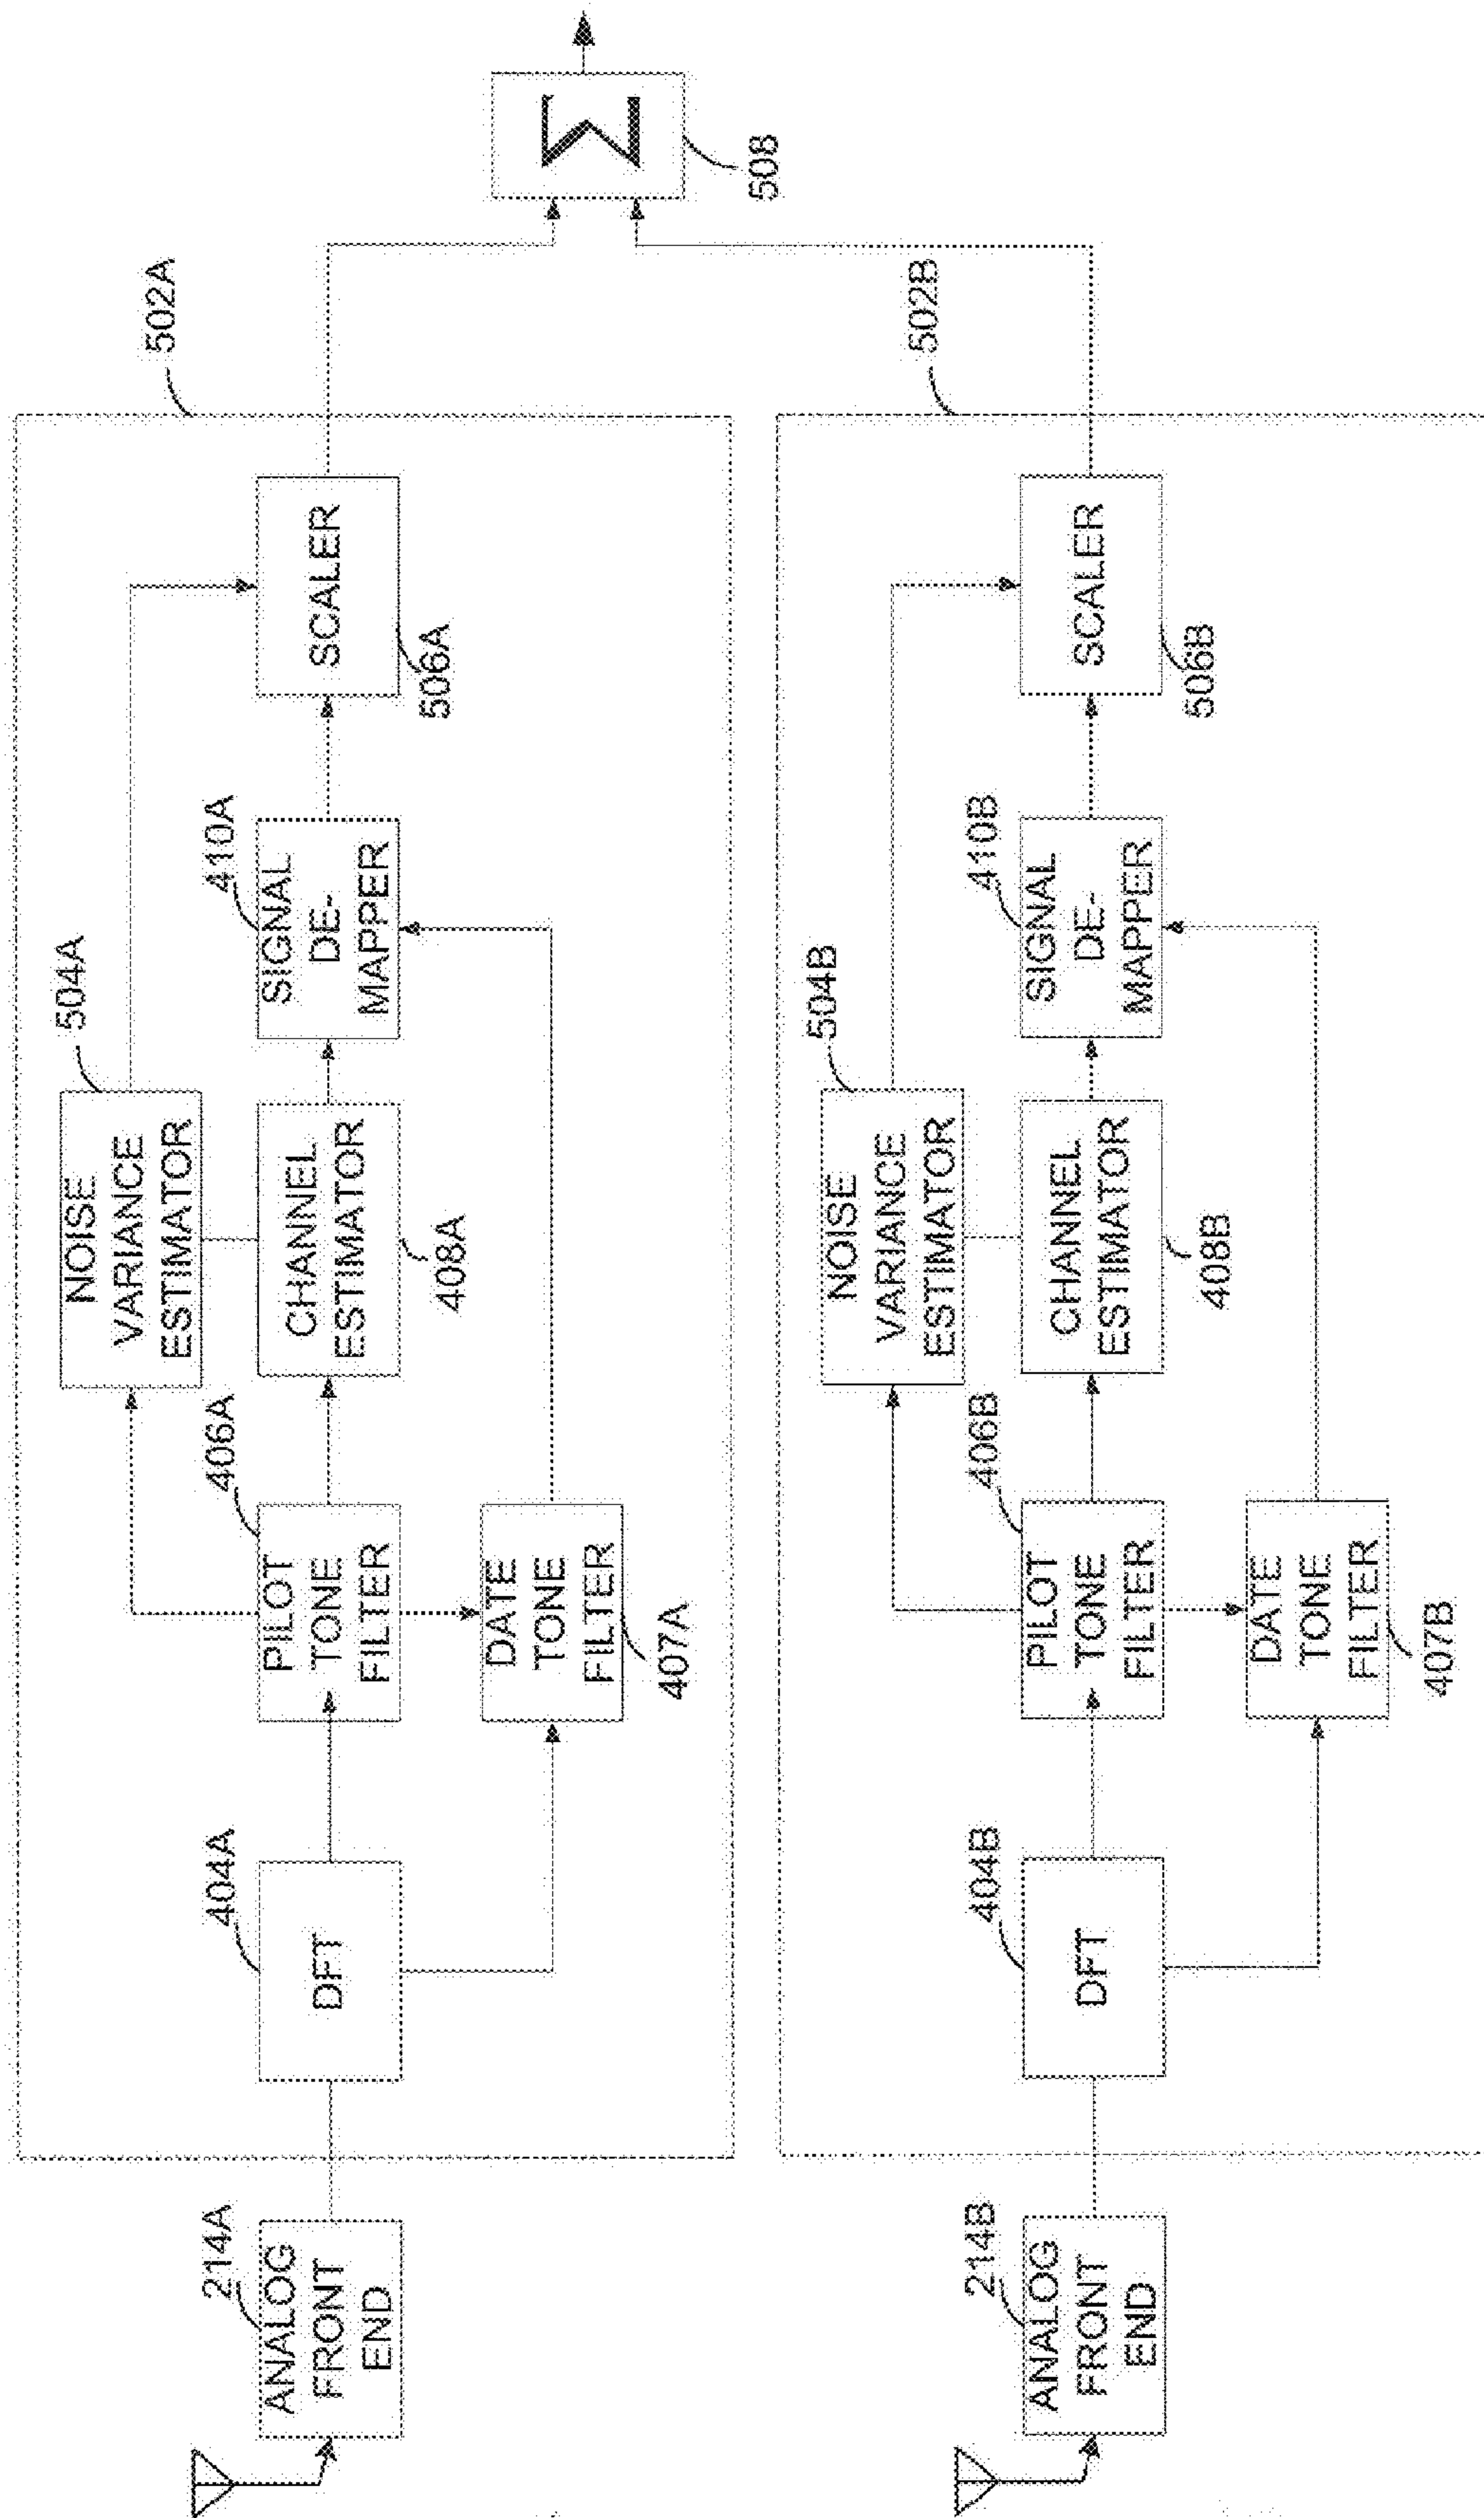 502A
504A
NOISE
VARIANCE
ESTIMATOR
214A
404A
406A
410A
ANALOG
FRONT
END
DFT
PILOT
TONE
FILTER
CHANNEL
ESTIMATOR
SIGNAL
DE-
MAPPER
SCALER
408A
506A
DATE
TONE
FILTER
407A
Σ
508
502B
504B
NOISE
VARIANCE
ESTIMATOR
214B
404B
406B
410B
ANALOG
FRONT
END
DFT
PILOT
TONE
FILTER
CHANNEL
ESTIMATOR
SIGNAL
DE-
MAPPER
SCALER
408B
506B
DATE
TONE
FILTER
407B